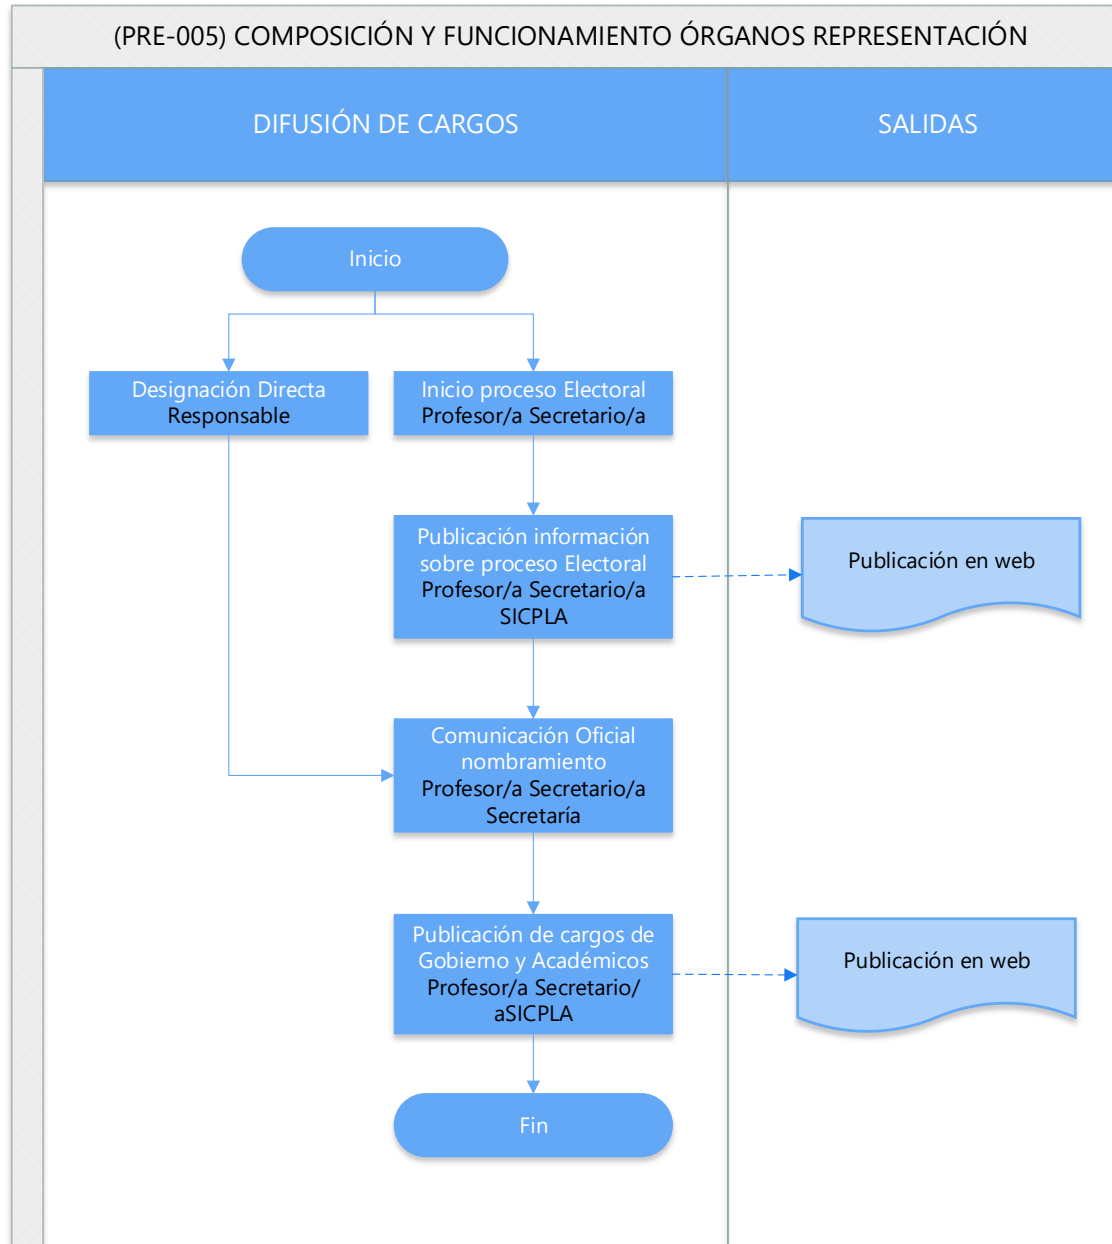 (PRE-005) COMPOSICIÓN Y FUNCIONAMIENTO ÓRGANOS REPRESENTACIÓN
DIFUSIÓN DE CARGOS
SALIDAS
Inicio
Designación Directa
Responsable
Inicio proceso Electoral
Profesor/a Secretario/a
Publicación información
sobre proceso Electoral
Profesor/a Secretario/a
SICPLA
Publicación en web
Comunicación Oficial
nombramiento
Profesor/a Secretario/a
Secretaría
Publicación de cargos de
Gobierno y Académicos
Profesor/a Secretario/
aSICPLA
Publicación en web
Fin